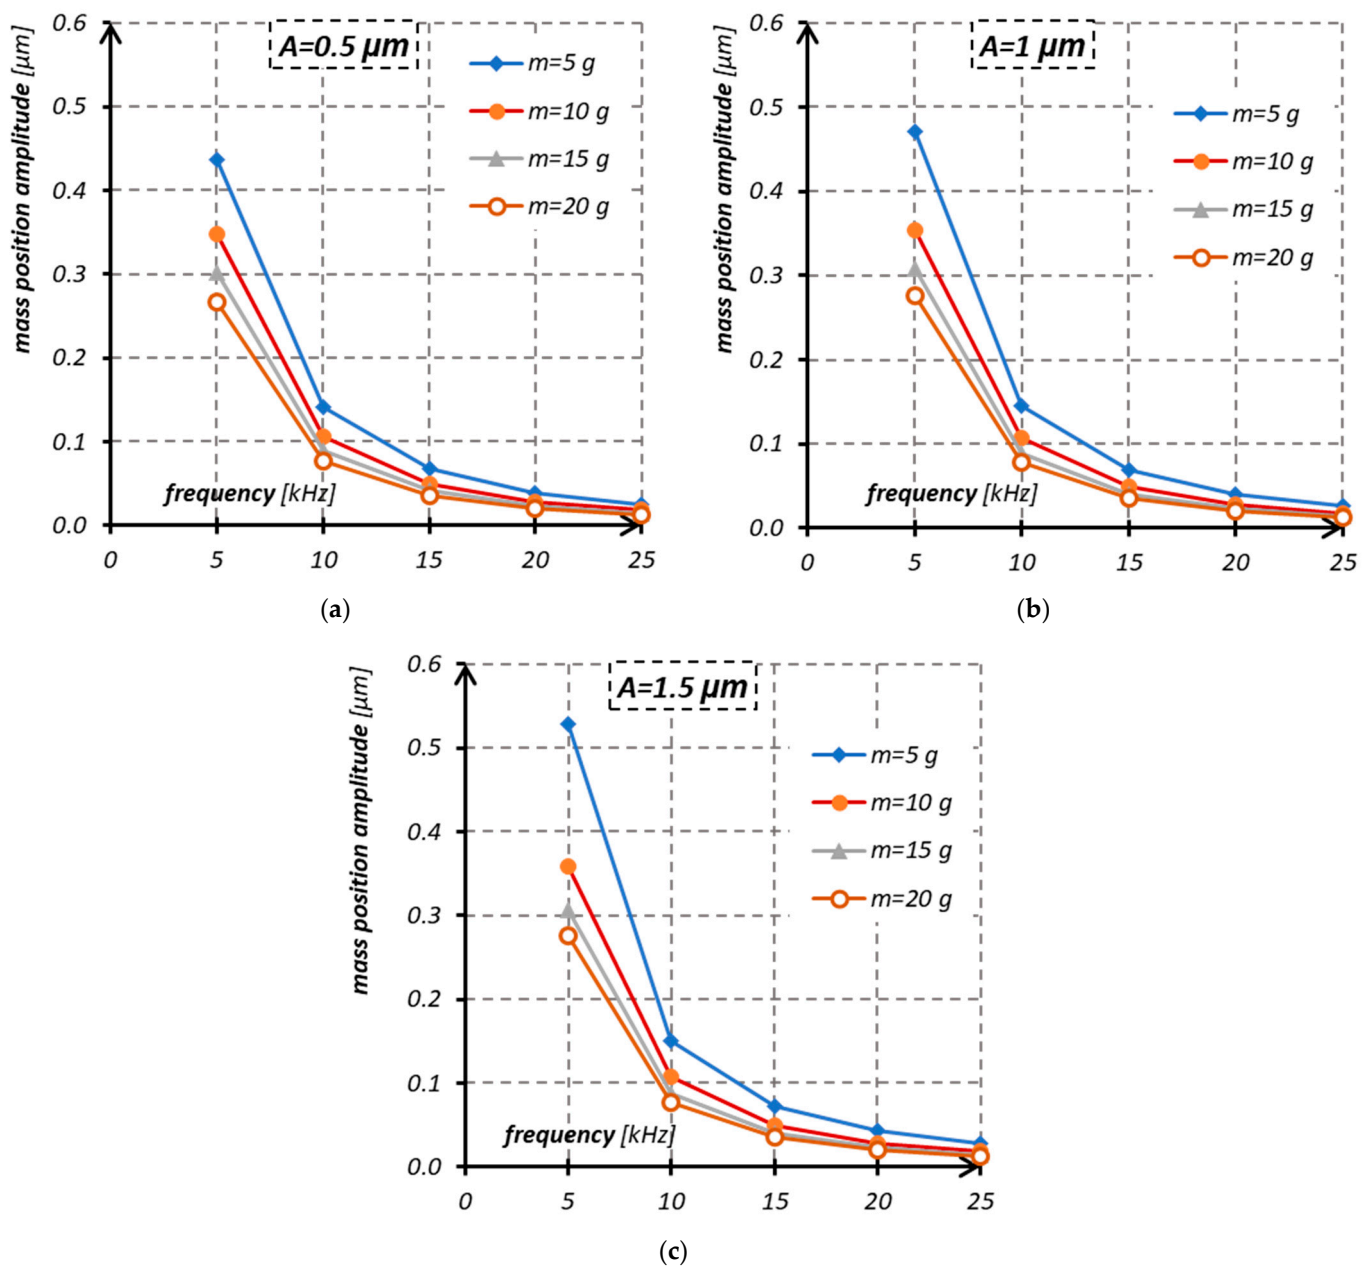 A=0.5 μm
mass position amplitude [μm]
0.6
0.5
0.4
0.3
0.2
0.1
0.0
m=5 g
m=10 g
m=15 g
m=20 g
frequency [kHz]
0 5 10 15 20 25
(a)
A=1 μm
mass position amplitude [μm]
0.6
0.5
0.4
0.3
0.2
0.1
0.0
m=5 g
m=10 g
m=15 g
m=20 g
frequency [kHz]
0 5 10 15 20 25
(b)
A=1.5 μm
mass position amplitude [μm]
0.6
0.5
0.4
0.3
0.2
0.1
0.0
m=5 g
m=10 g
m=15 g
m=20 g
frequency [kHz]
0 5 10 15 20 25
(c)